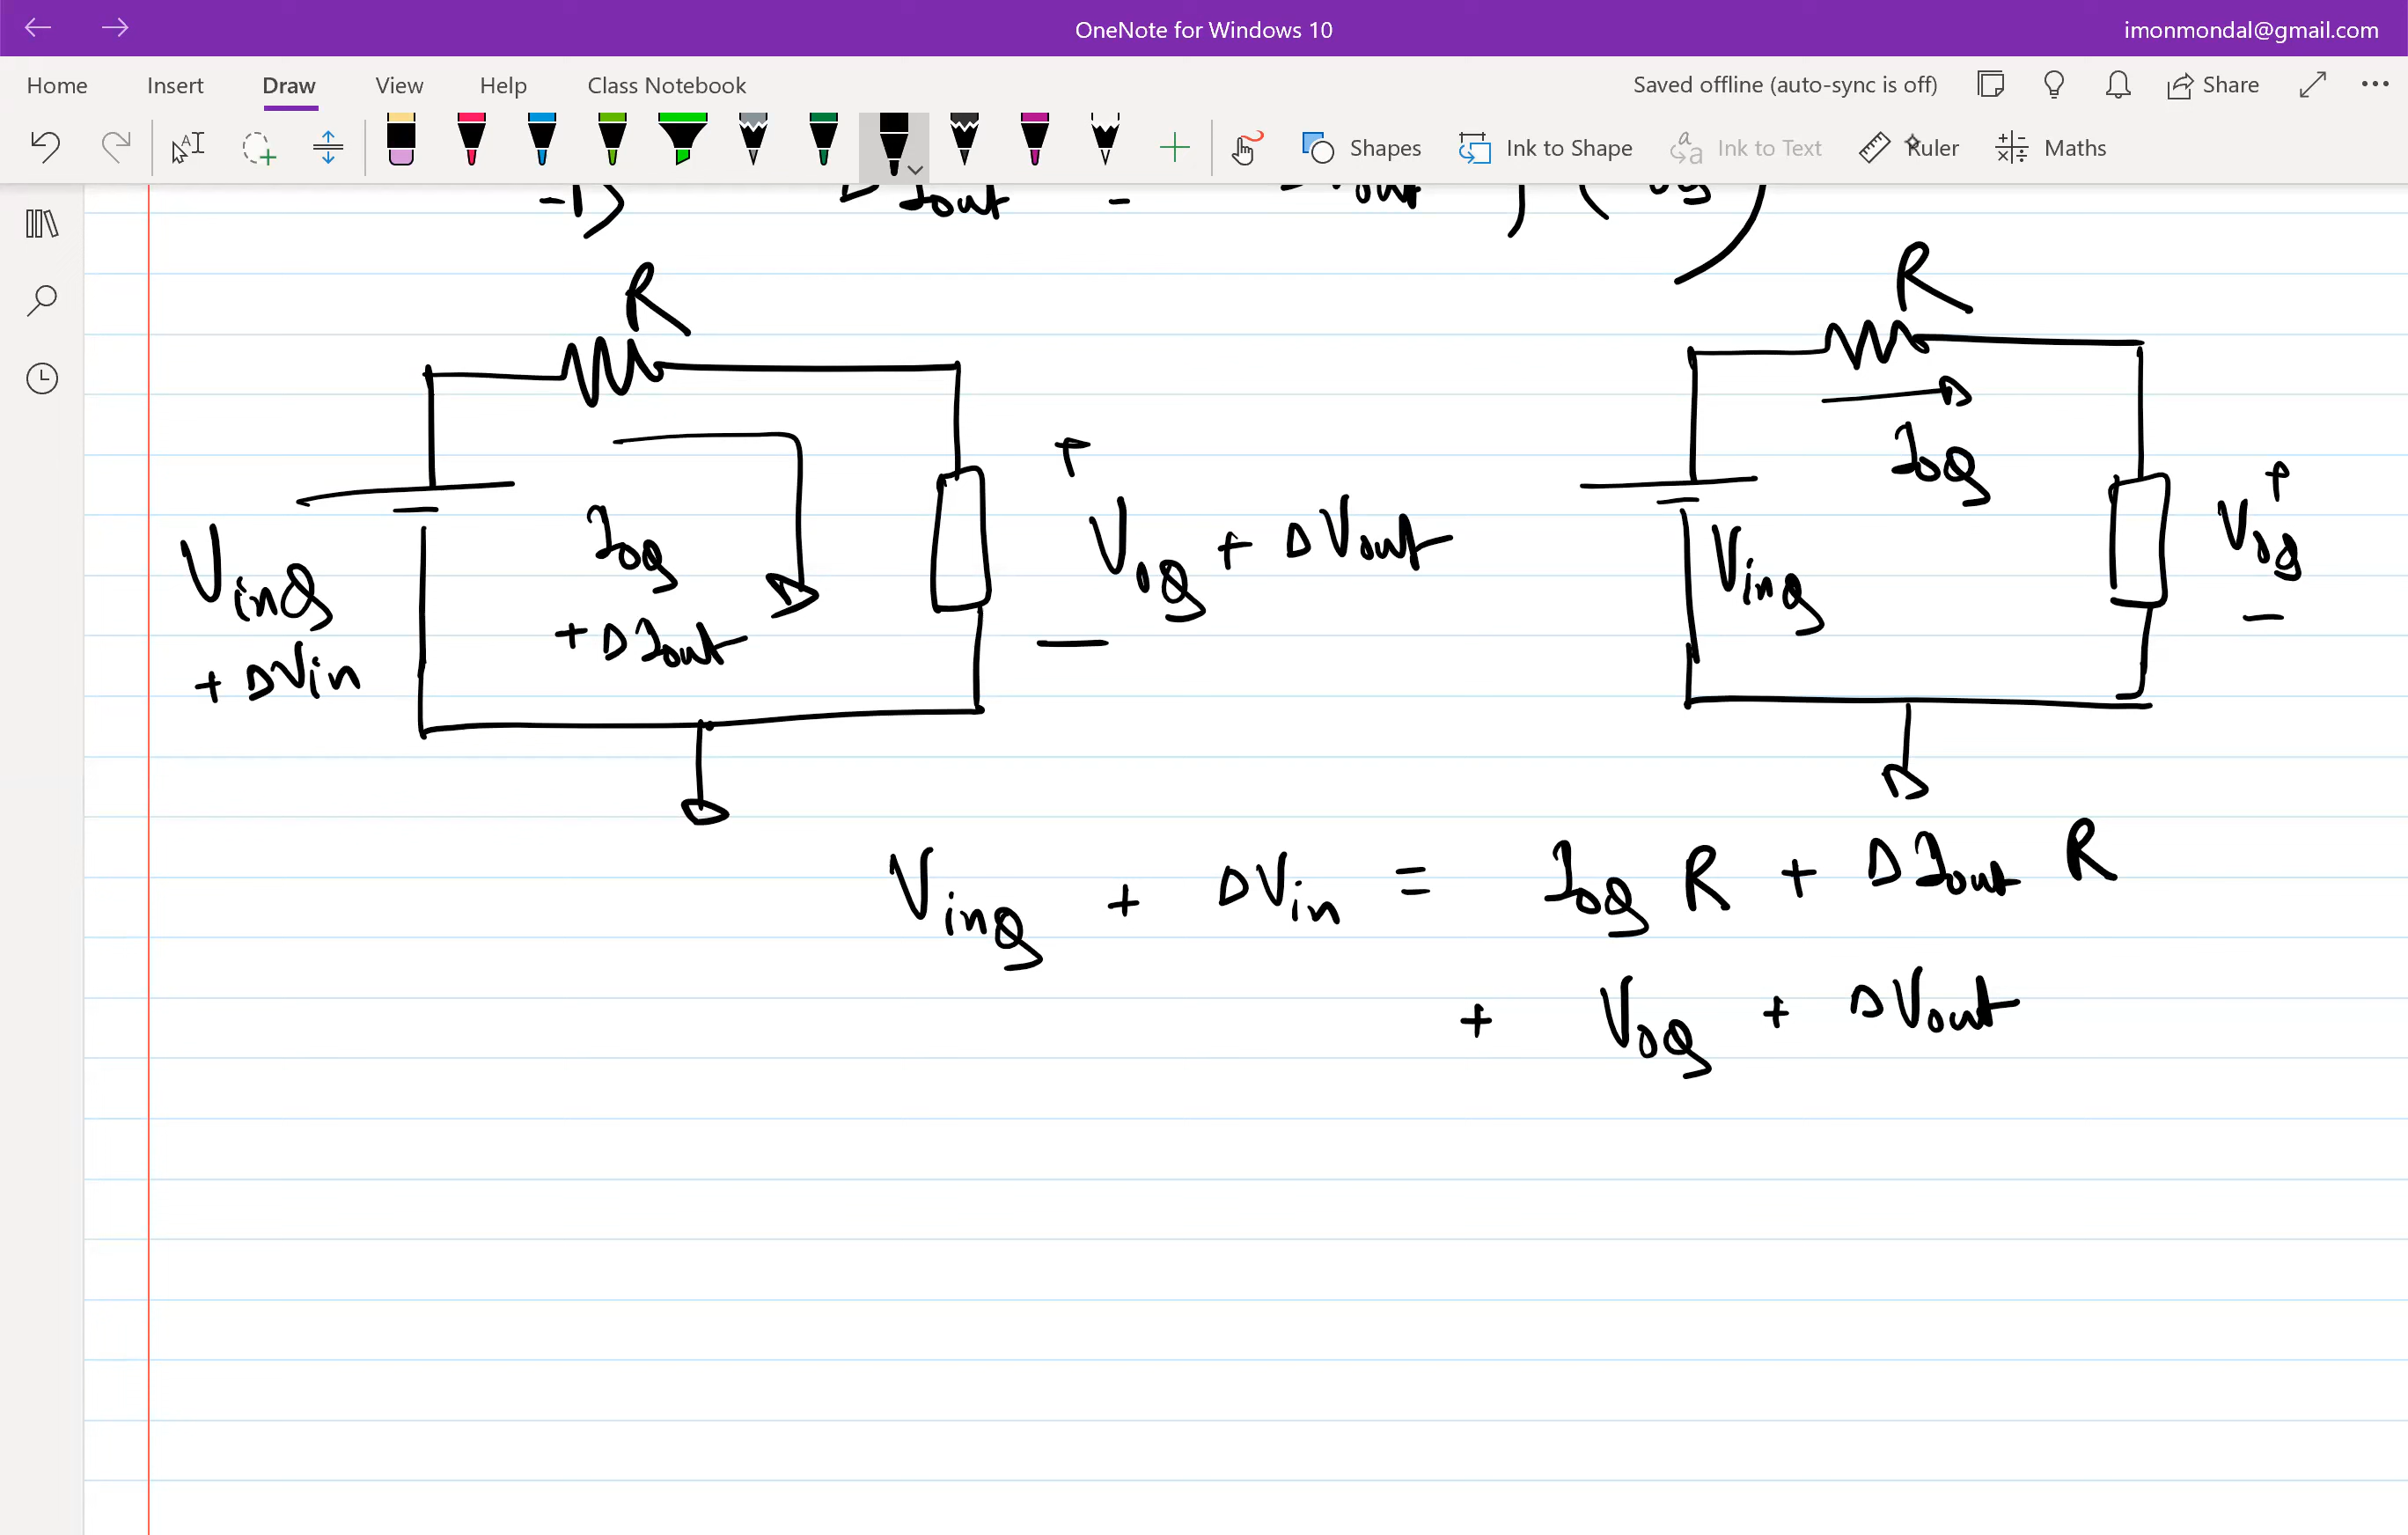 OneNote for Windows 10
imonmondal@gmail.com
Home Insert Draw View Help Class Notebook
Saved offline (auto-sync is off) Share
Shapes Ink to Shape Ink to Text Ruler Maths
-1) Δ Iout =
R
R
IOQ
+
VOQ + ΔVout
−
IOQ
+ ΔIout
VinQ
+ ΔVin
VinQ
+
VOQ
−
VinQ + ΔVin = IOQ R + ΔIout R
+ VOQ + ΔVout